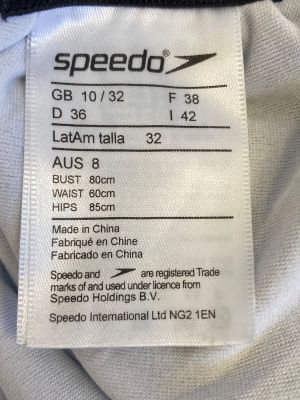 speedo®
GB 10 / 32 F 38
D 36 I 42
LatAm talla 32
AUS 8
BUST 80cm
WAIST 60cm
HIPS 85cm
Made in China
Fabriqué en Chine
Fabricado en China
Speedo and are registered Trade
marks of and used under licence from
Speedo Holdings B.V.
Speedo International Ltd NG2 1EN